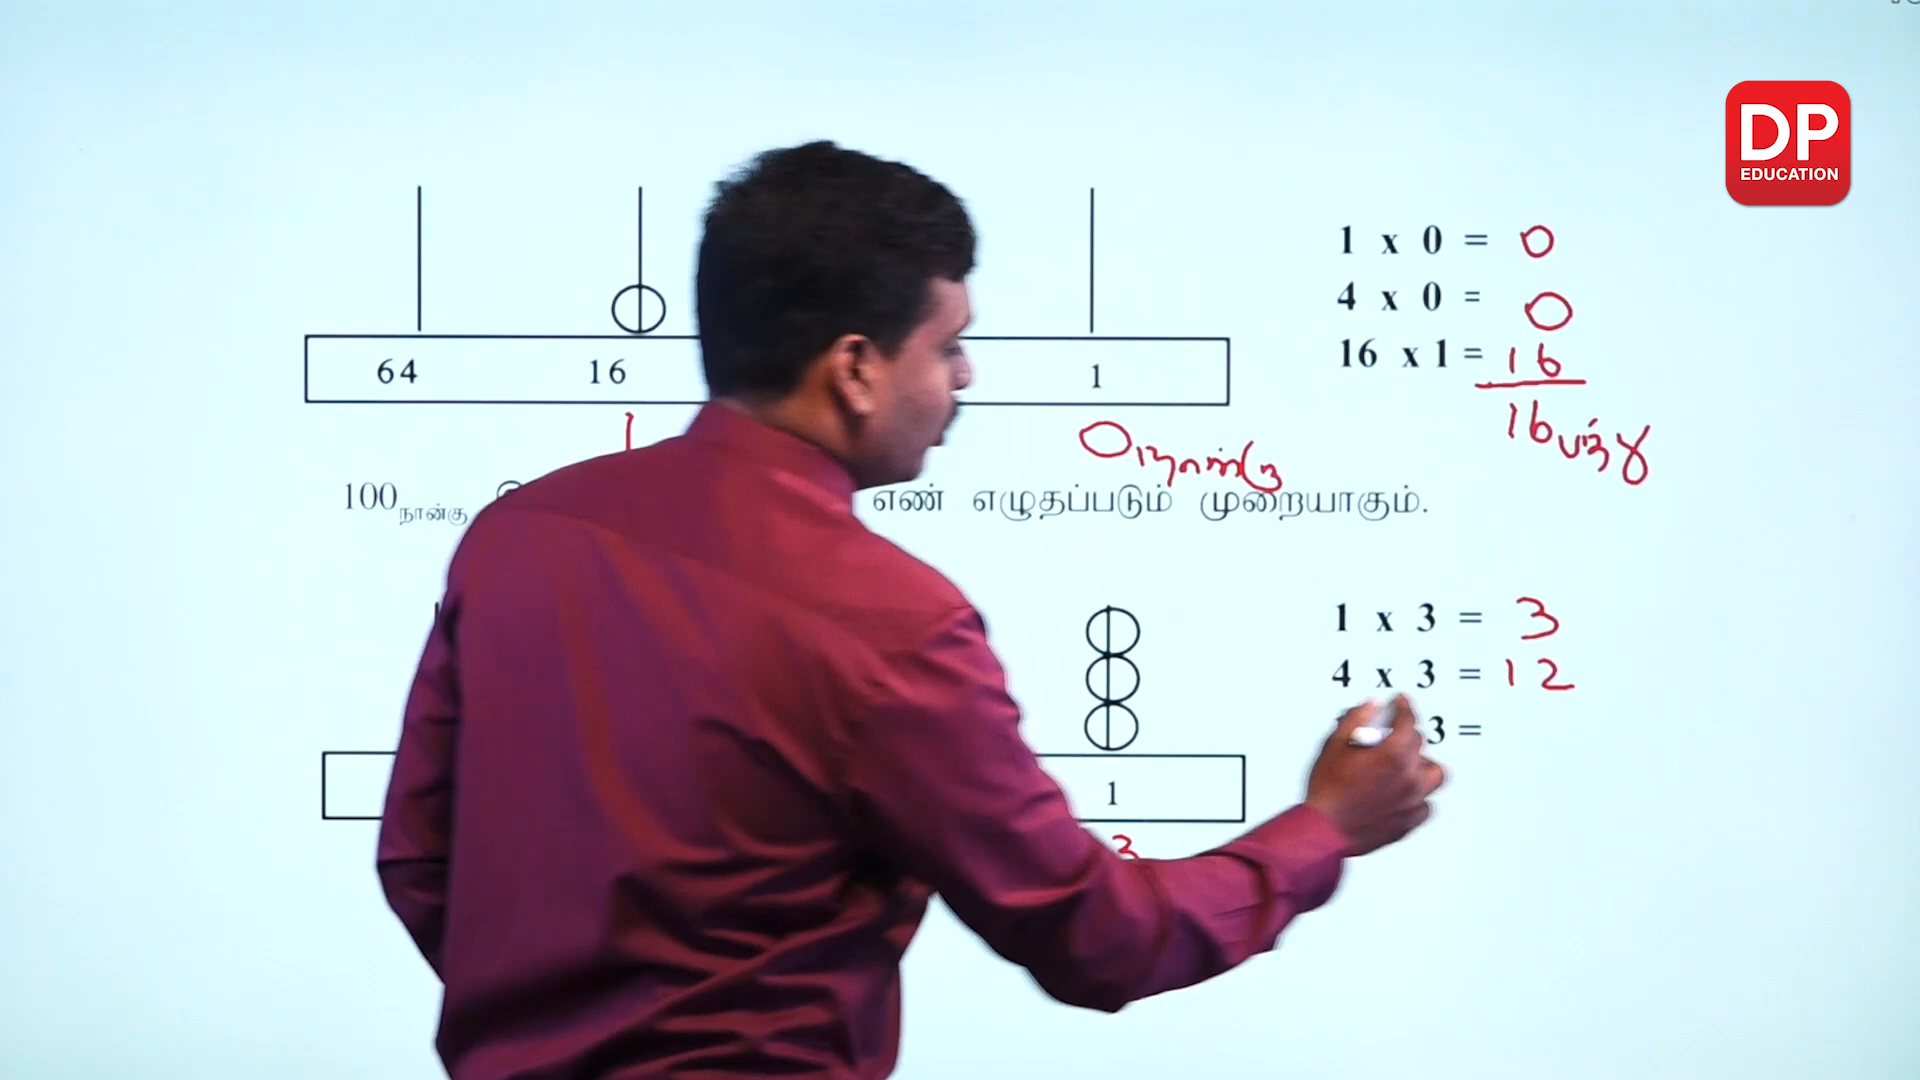 DP
EDUCATION
1 x 0 = 0
4 x 0 = 0
16 x 1 = 16
16பத்து
64 16 1
1 0நான்கு
100நான்கு எண் எழுதப்படும் முறையாகும்.
1 x 3 = 3
4 x 3 = 12
3 =
1
3